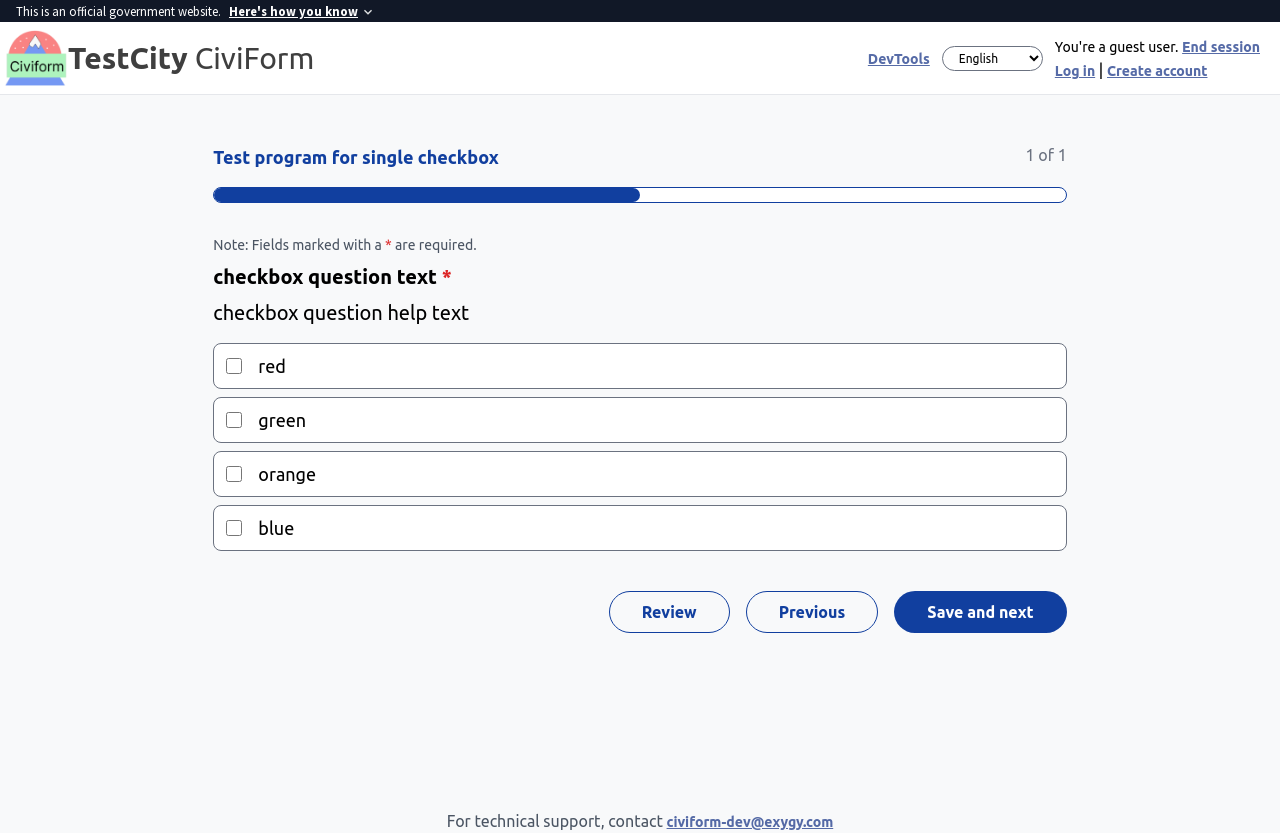 This is an official government website. Here's how you know
Civiform
TestCity CiviForm
DevTools
English
You're a guest user. End session
Log in | Create account
Test program for single checkbox
1 of 1
Note: Fields marked with a * are required.
checkbox question text *
checkbox question help text
red
green
orange
blue
Review
Previous
Save and next
For technical support, contact civiform-dev@exygy.com